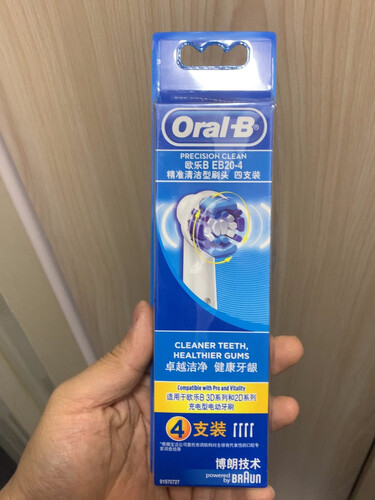 Oral-B
PRECISION CLEAN
欧乐B EB20-4
精准清洁型刷头 四支装
CLEANER TEETH,
HEALTHIER GUMS
卓越洁净 健康牙龈
Compatible with Pro and Vitality
适用于欧乐B 3D系列和2D系列
充电型电动牙刷
4支装
博朗技术
powered by BRAUN
91970727